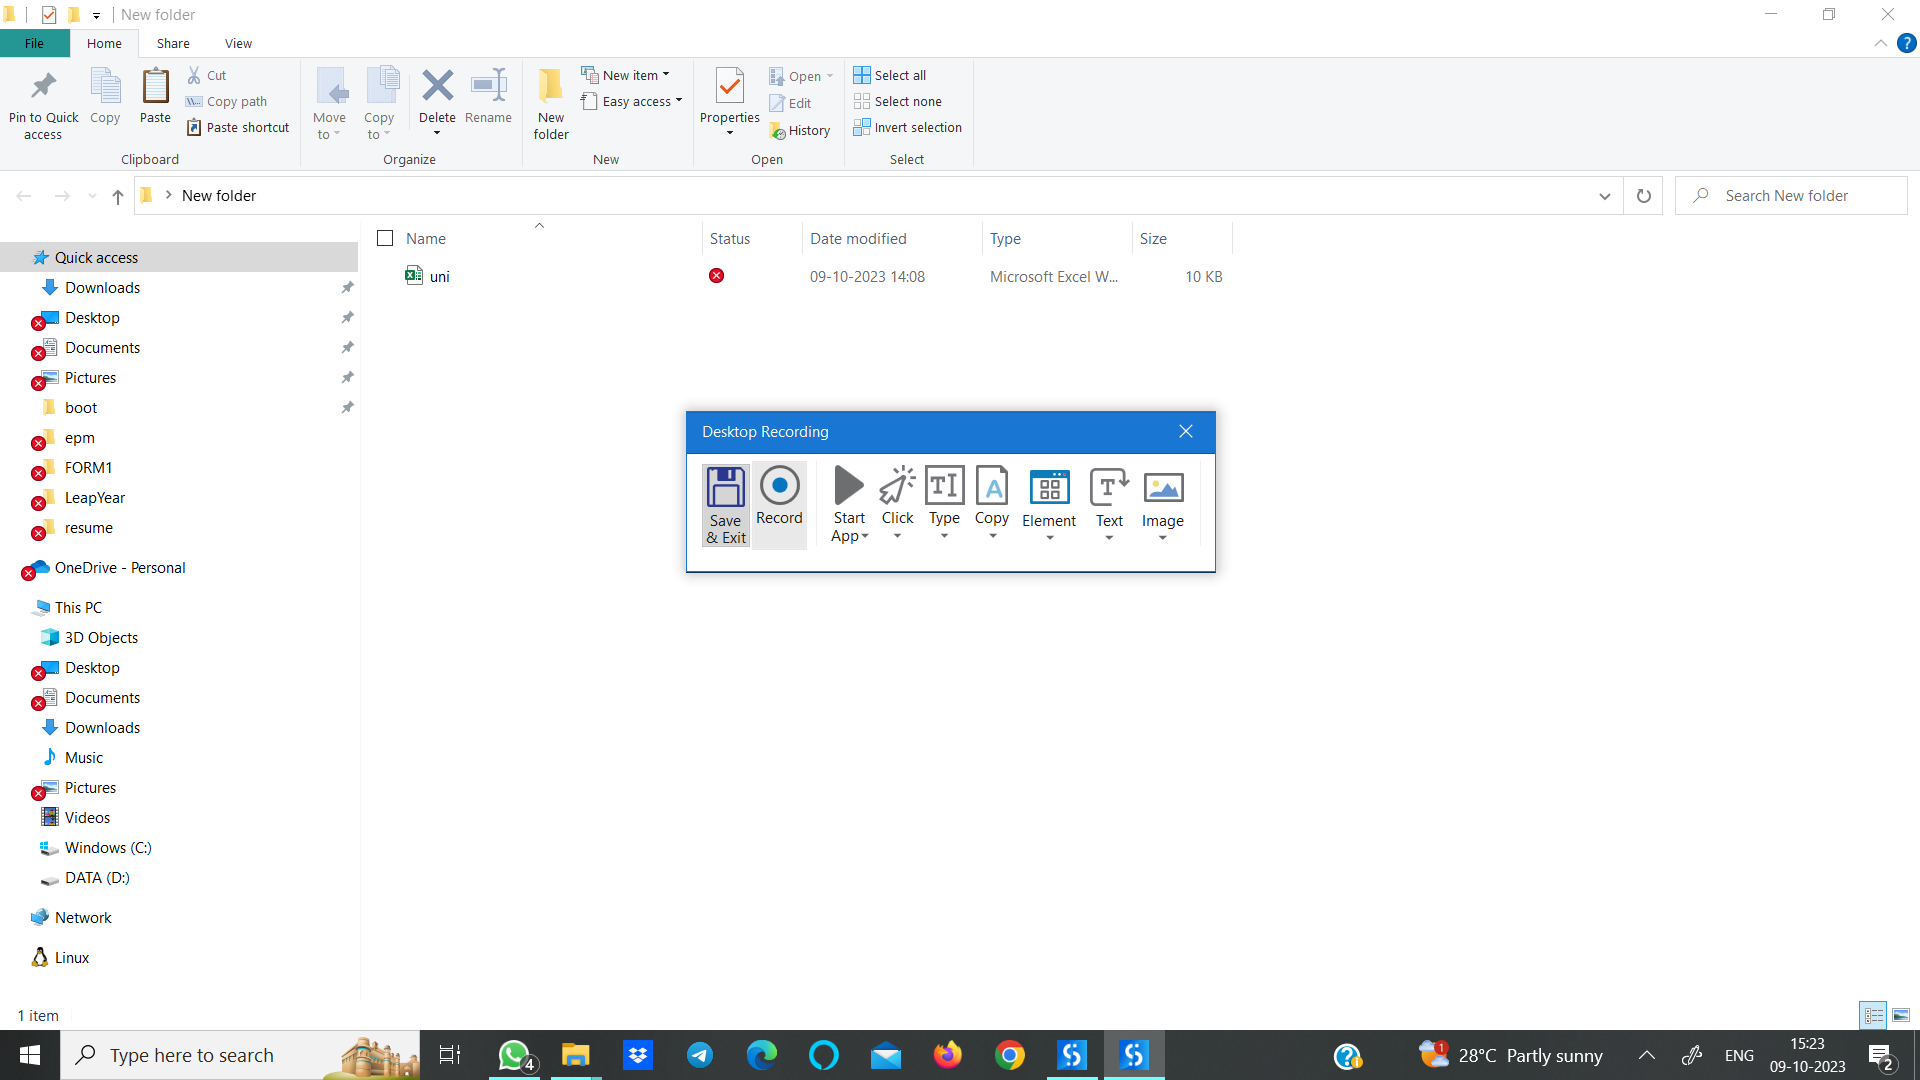 New folder
File Home Share View
Pin to Quick access
Copy
Paste
Cut
Copy path
Paste shortcut
Clipboard
Move to
Copy to
Delete
Rename
Organize
New folder
New item
Easy access
New
Properties
Open
Edit
History
Open
Select all
Select none
Invert selection
Select
New folder
Search New folder
Name Status Date modified Type Size
uni 09-10-2023 14:08 Microsoft Excel W... 10 KB
Quick access
Downloads
Desktop
Documents
Pictures
boot
epm
FORM1
LeapYear
resume
OneDrive - Personal
This PC
3D Objects
Desktop
Documents
Downloads
Music
Pictures
Videos
Windows (C:)
DATA (D:)
Network
Linux
Desktop Recording
Save & Exit
Record
Start App
Click
Type
Copy
Element
Text
Image
1 item
Type here to search
4
1
28°C Partly sunny
ENG
15:23
09-10-2023
2